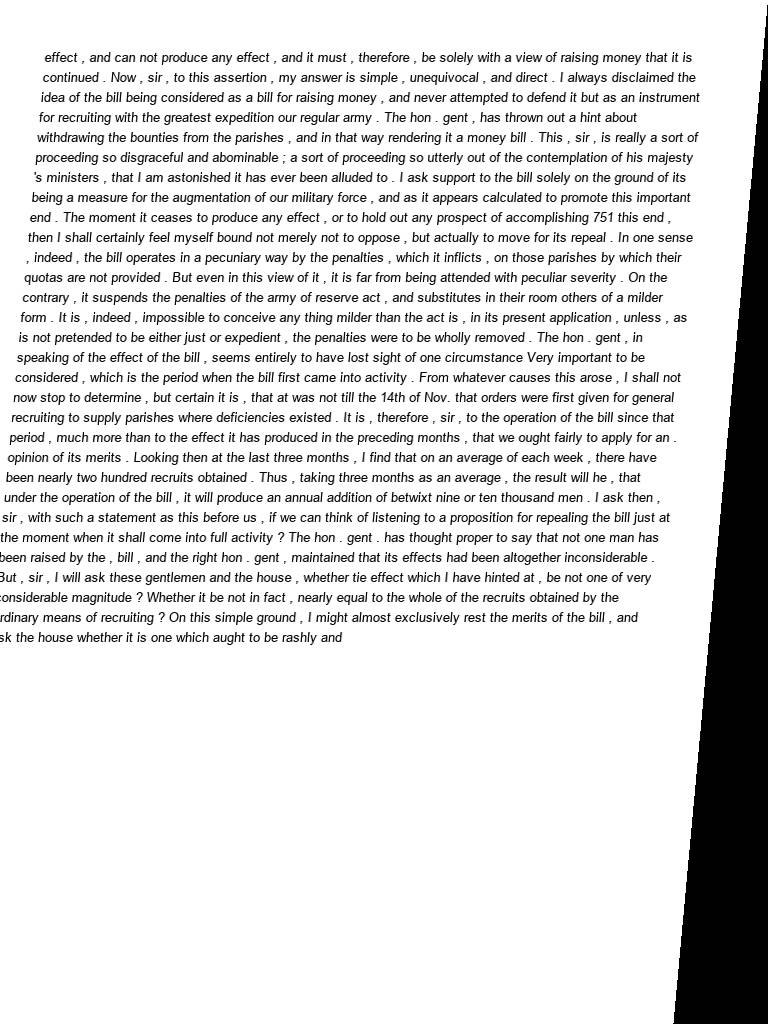 effect , and can not produce any effect , and it must , therefore , be solely with a view of raising money that it is
continued . Now , sir , to this assertion , my answer is simple , unequivocal , and direct . I always disclaimed the
idea of the bill being considered as a bill for raising money , and never attempted to defend it but as an instrument
for recruiting with the greatest expedition our regular army . The hon . gent , has thrown out a hint about
withdrawing the bounties from the parishes , and in that way rendering it a money bill . This , sir , is really a sort of
proceeding so disgraceful and abominable ; a sort of proceeding so utterly out of the contemplation of his majesty
's ministers , that I am astonished it has ever been alluded to . I ask support to the bill solely on the ground of its
being a measure for the augmentation of our military force , and as it appears calculated to promote this important
end . The moment it ceases to produce any effect , or to hold out any prospect of accomplishing 751 this end ,
then I shall certainly feel myself bound not merely not to oppose , but actually to move for its repeal . In one sense
, indeed , the bill operates in a pecuniary way by the penalties , which it inflicts , on those parishes by which their
quotas are not provided . But even in this view of it , it is far from being attended with peculiar severity . On the
contrary , it suspends the penalties of the army of reserve act , and substitutes in their room others of a milder
form . It is , indeed , impossible to conceive any thing milder than the act is , in its present application , unless , as
is not pretended to be either just or expedient , the penalties were to be wholly removed . The hon . gent , in
speaking of the effect of the bill , seems entirely to have lost sight of one circumstance Very important to be
considered , which is the period when the bill first came into activity . From whatever causes this arose , I shall not
now stop to determine , but certain it is , that at was not till the 14th of Nov. that orders were first given for general
recruiting to supply parishes where deficiencies existed . It is , therefore , sir , to the operation of the bill since that
period , much more than to the effect it has produced in the preceding months , that we ought fairly to apply for an .
opinion of its merits . Looking then at the last three months , I find that on an average of each week , there have
been nearly two hundred recruits obtained . Thus , taking three months as an average , the result will he , that
under the operation of the bill , it will produce an annual addition of betwixt nine or ten thousand men . I ask then ,
sir , with such a statement as this before us , if we can think of listening to a proposition for repealing the bill just at
the moment when it shall come into full activity ? The hon . gent . has thought proper to say that not one man has
been raised by the , bill , and the right hon . gent , maintained that its effects had been altogether inconsiderable .
But , sir , I will ask these gentlemen and the house , whether tie effect which I have hinted at , be not one of very
considerable magnitude ? Whether it be not in fact , nearly equal to the whole of the recruits obtained by the
rdinary means of recruiting ? On this simple ground , I might almost exclusively rest the merits of the bill , and
sk the house whether it is one which aught to be rashly and